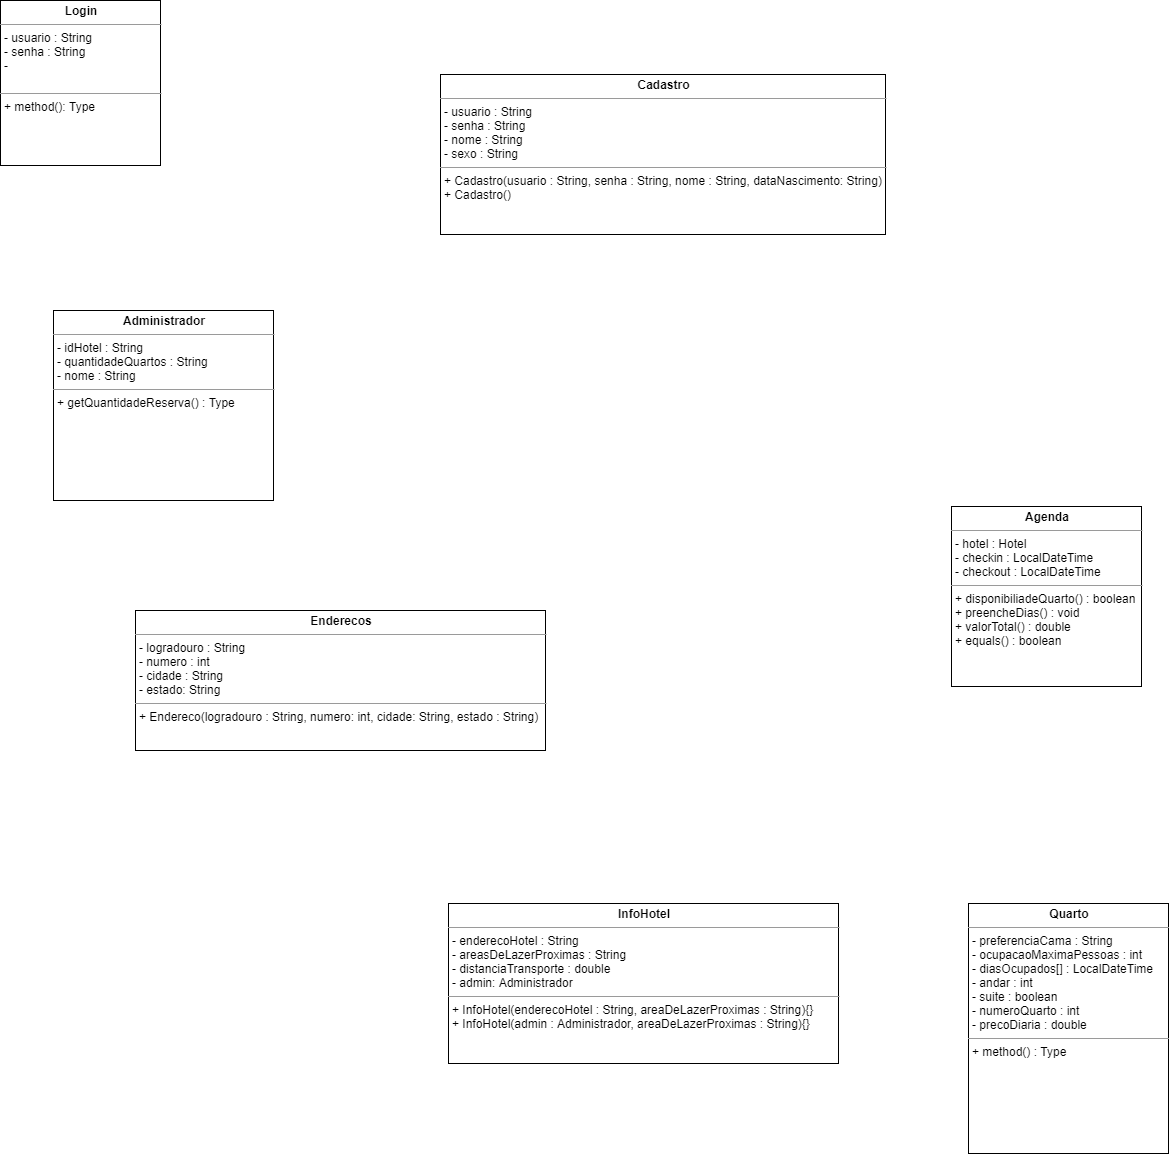 Login
- usuario : String
- senha : String
-
+ method(): Type
Cadastro
- usuario : String
- senha : String
- nome : String
- sexo : String
+ Cadastro(usuario : String, senha : String, nome : String, dataNascimento: String)
+ Cadastro()
Administrador
- idHotel : String
- quantidadeQuartos : String
- nome : String
+ getQuantidadeReserva() : Type
Agenda
- hotel : Hotel
- checkin : LocalDateTime
- checkout : LocalDateTime
+ disponibiliadeQuarto() : boolean
+ preencheDias() : void
+ valorTotal() : double
+ equals() : boolean
Enderecos
- logradouro : String
- numero : int
- cidade : String
- estado: String
+ Endereco(logradouro : String, numero: int, cidade: String, estado : String)
InfoHotel
- enderecoHotel : String
- areasDeLazerProximas : String
- distanciaTransporte : double
- admin: Administrador
+ InfoHotel(enderecoHotel : String, areaDeLazerProximas : String){}
+ InfoHotel(admin : Administrador, areaDeLazerProximas : String){}
Quarto
- preferenciaCama : String
- ocupacaoMaximaPessoas : int
- diasOcupados[] : LocalDateTime
- andar : int
- suite : boolean
- numeroQuarto : int
- precoDiaria : double
+ method() : Type